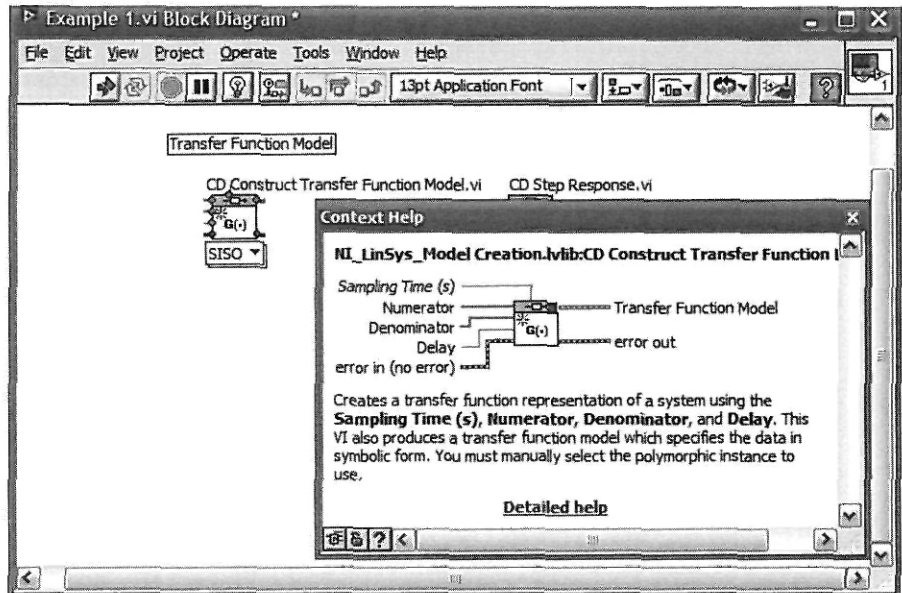 Example 1.vi Block Diagram *
File Edit View Project Operate Tools Window Help
13pt Application Font
1
Transfer Function Model
CD Construct Transfer Function Model.vi CD Step Response.vi
G(·)
SISO
Context Help
NI_LinSys_Model Creation.lvlib:CD Construct Transfer Function
Sampling Time (s)
Numerator Transfer Function Model
Denominator
G(·)
Delay error out
error in (no error)
Creates a transfer function representation of a system using the
Sampling Time (s), Numerator, Denominator, and Delay. This
VI also produces a transfer function model which specifies the data in
symbolic form. You must manually select the polymorphic instance to
use.
Detailed help
?